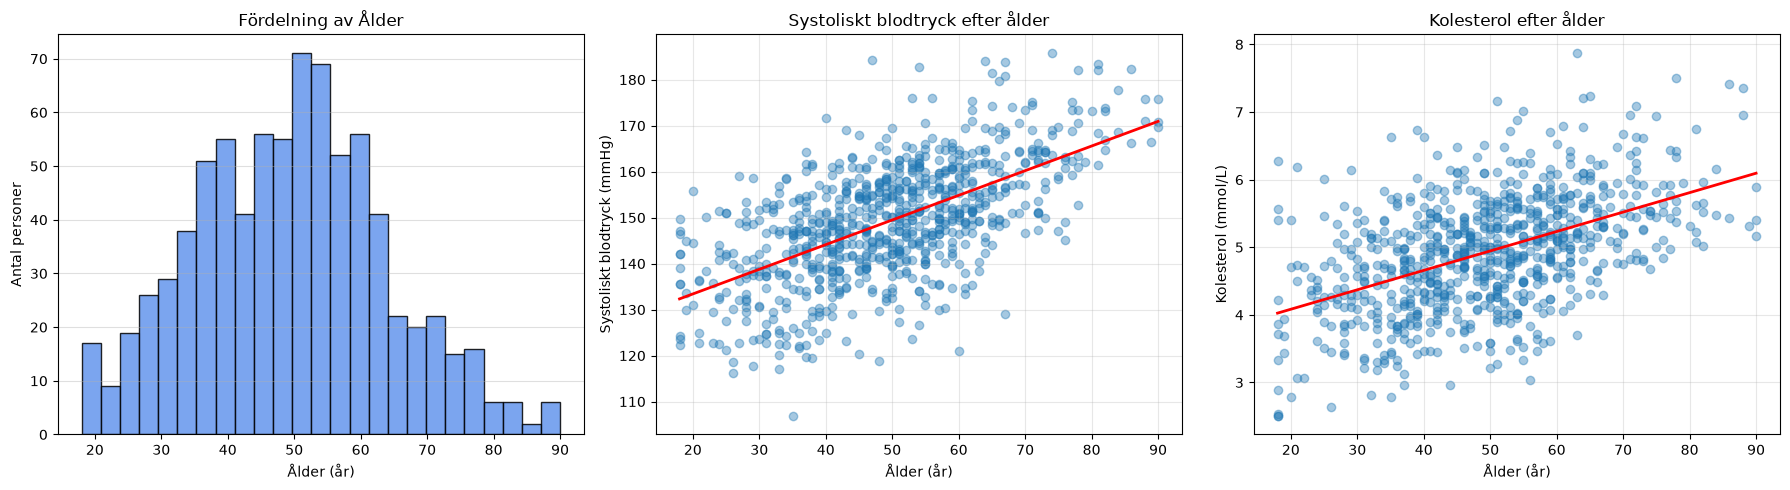 Fördelning av Ålder
Antal personer
70
60
50
40
30
20
10
0
20 30 40 50 60 70 80 90
Ålder (år)
Systoliskt blodtryck efter ålder
Systoliskt blodtryck (mmHg)
180
170
160
150
140
130
120
110
20 30 40 50 60 70 80 90
Ålder (år)
Kolesterol efter ålder
Kolesterol (mmol/L)
8
7
6
5
4
3
20 30 40 50 60 70 80 90
Ålder (år)